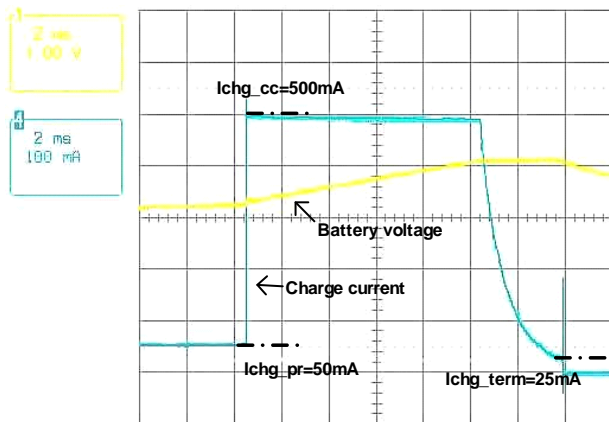 1
2 ms
1.00 V
Ichg_cc=500mA
4
2 ms
100 mA
Battery voltage
Charge current
Ichg_pr=50mA
Ichg_term=25mA